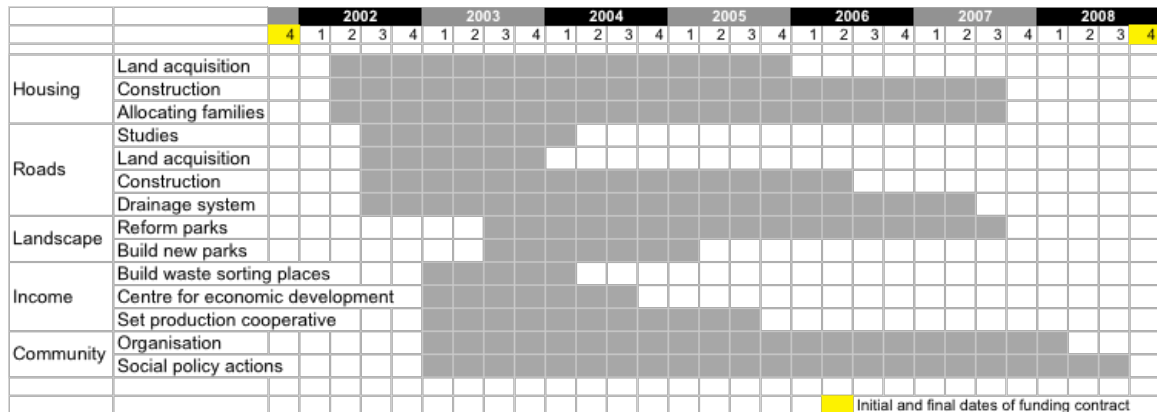 2002 2003 2004 2005 2006 2007 2008
4 1 2 3 4 1 2 3 4 1 2 3 4 1 2 3 4 1 2 3 4 1 2 3 4 1 2 3 4
Housing
Land acquisition
Construction
Allocating families
Roads
Studies
Land acquisition
Construction
Drainage system
Landscape
Reform parks
Build new parks
Income
Build waste sorting places
Centre for economic development
Set production cooperative
Community
Organisation
Social policy actions
Initial and final dates of funding contract